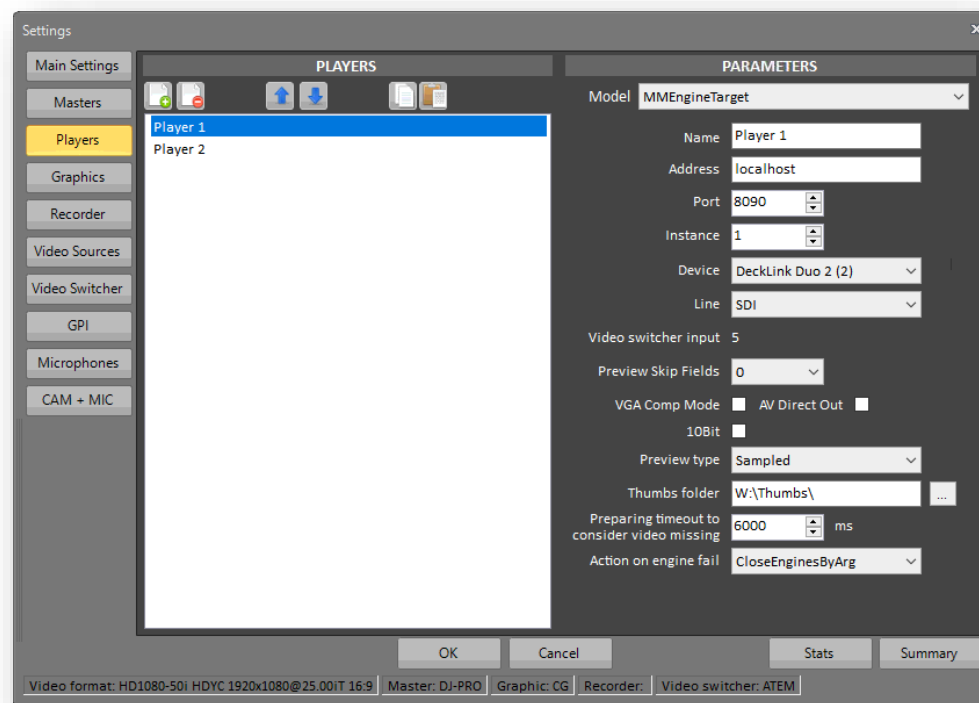 Settings
Main Settings
Masters
Players
Graphics
Recorder
Video Sources
Video Switcher
GPI
Microphones
CAM + MIC
PLAYERS
Player 1
Player 2
PARAMETERS
Model MMEngineTarget
Name Player 1
Address localhost
Port 8090
Instance 1
Device DeckLink Duo 2 (2)
Line SDI
Video switcher input 5
Preview Skip Fields 0
VGA Comp Mode AV Direct Out
10Bit
Preview type Sampled
Thumbs folder W:\Thumbs\ ...
Preparing timeout to
consider video missing 6000 ms
Action on engine fail CloseEnginesByArg
OK Cancel Stats Summary
Video format: HD1080-50i HDYC 1920x1080@25.00iT 16:9 Master: DJ-PRO Graphic: CG Recorder: Video switcher: ATEM